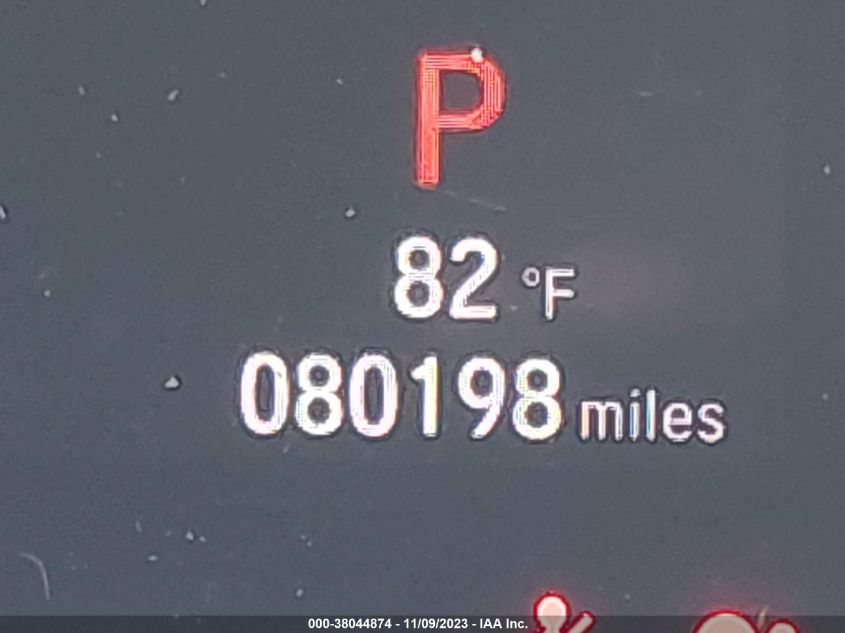 P
82 °F
080198 miles
000-38044874 - 11/09/2023 - IAA Inc.